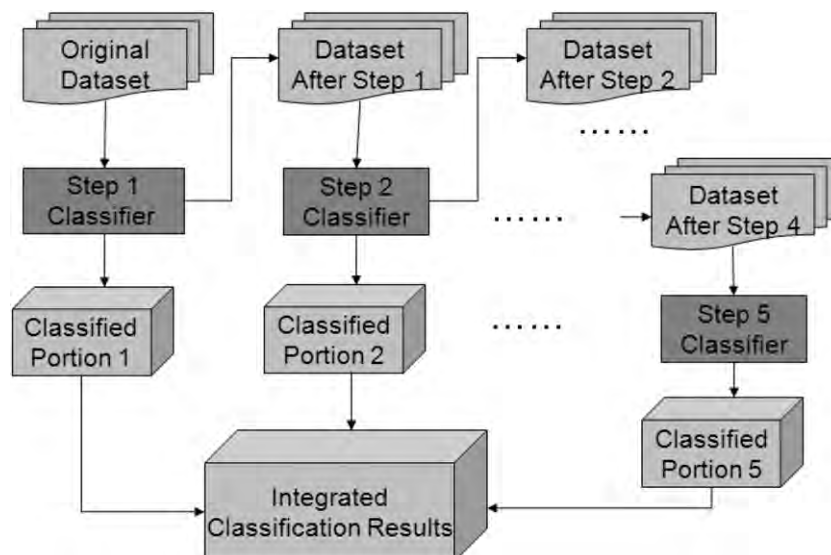 Original
Dataset
Dataset
After Step 1
Dataset
After Step 2
......
Step 1
Classifier
Step 2
Classifier
......
Dataset
After Step 4
Classified
Portion 1
Classified
Portion 2
......
Step 5
Classifier
Classified
Portion 5
Integrated
Classification Results